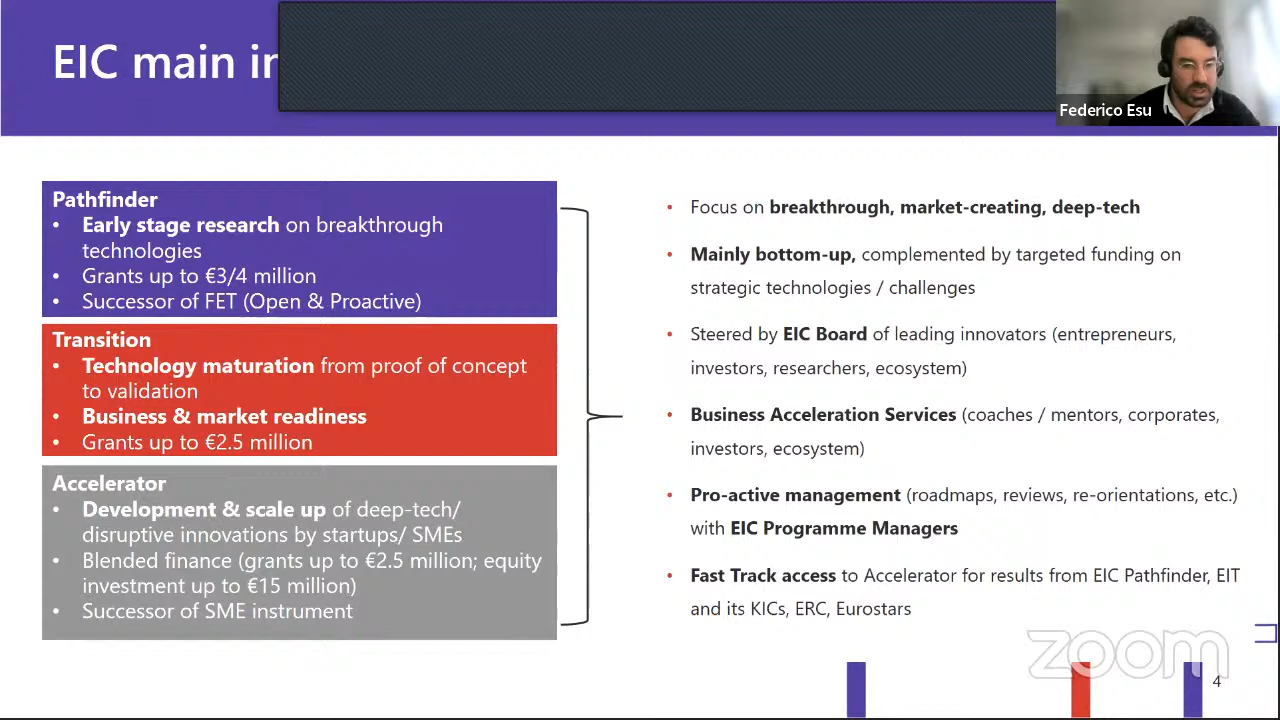 EIC main in
Federico Esu
Pathfinder
• Early stage research on breakthrough
technologies
• Grants up to €3/4 million
• Successor of FET (Open & Proactive)
Transition
• Technology maturation from proof of concept
to validation
• Business & market readiness
• Grants up to €2.5 million
Accelerator
• Development & scale up of deep-tech/
disruptive innovations by startups/ SMEs
• Blended finance (grants up to €2.5 million; equity
investment up to €15 million)
• Successor of SME instrument
• Focus on breakthrough, market-creating, deep-tech
• Mainly bottom-up, complemented by targeted funding on
strategic technologies / challenges
• Steered by EIC Board of leading innovators (entrepreneurs,
investors, researchers, ecosystem)
• Business Acceleration Services (coaches / mentors, corporates,
investors, ecosystem)
• Pro-active management (roadmaps, reviews, re-orientations, etc.)
with EIC Programme Managers
• Fast Track access to Accelerator for results from EIC Pathfinder, EIT
and its KICs, ERC, Eurostars
zoom
4